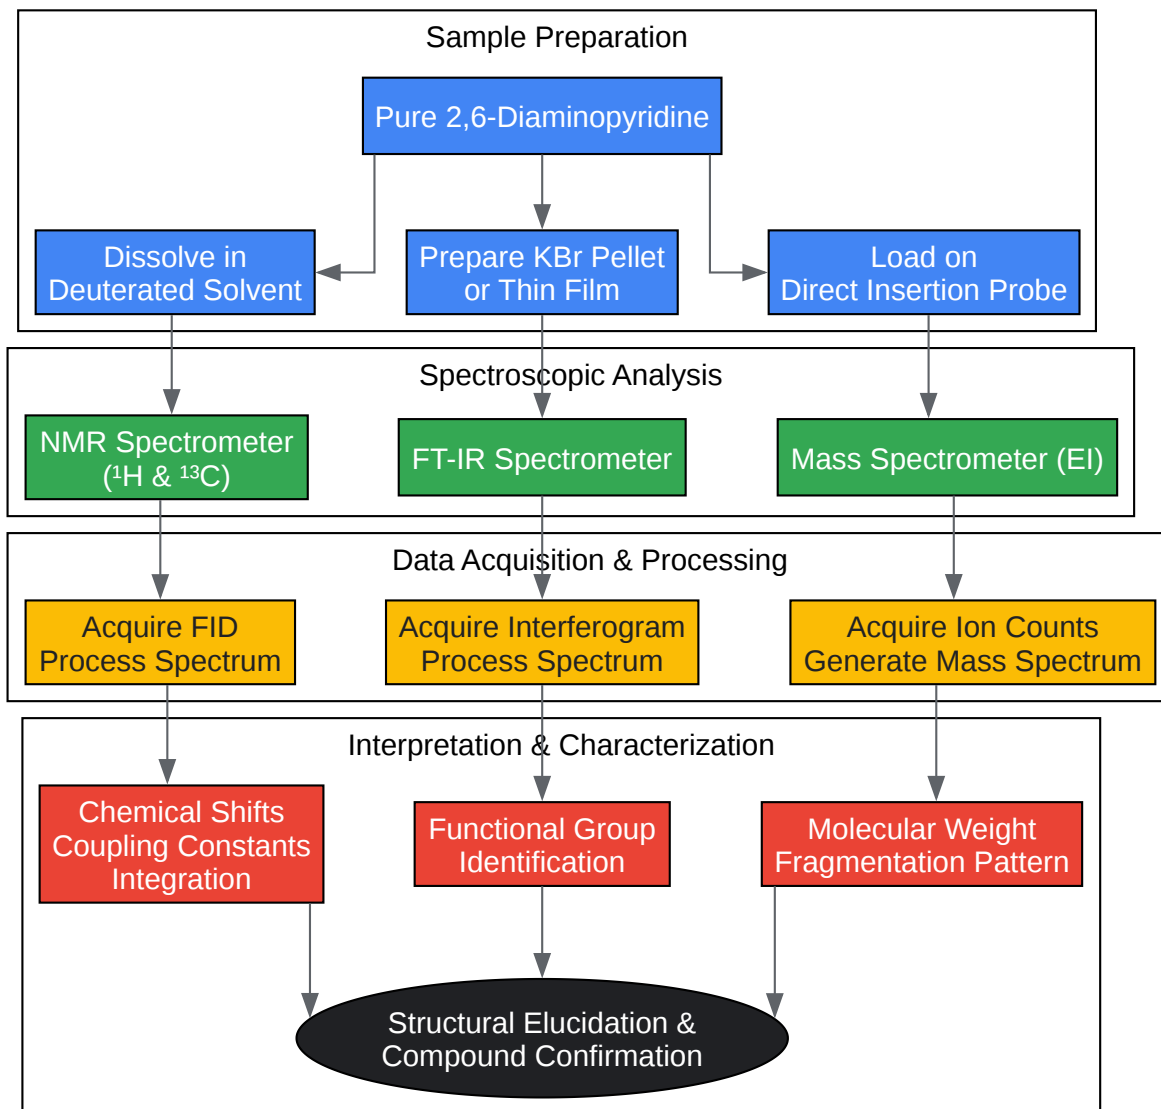 Sample Preparation
Pure 2,6-Diaminopyridine
Dissolve in
Deuterated Solvent
Prepare KBr Pellet
or Thin Film
Load on
Direct Insertion Probe
Spectroscopic Analysis
NMR Spectrometer
(¹H & ¹³C)
FT-IR Spectrometer
Mass Spectrometer (EI)
Data Acquisition & Processing
Acquire FID
Process Spectrum
Acquire Interferogram
Process Spectrum
Acquire Ion Counts
Generate Mass Spectrum
Interpretation & Characterization
Chemical Shifts
Coupling Constants
Integration
Functional Group
Identification
Molecular Weight
Fragmentation Pattern
Structural Elucidation &
Compound Confirmation